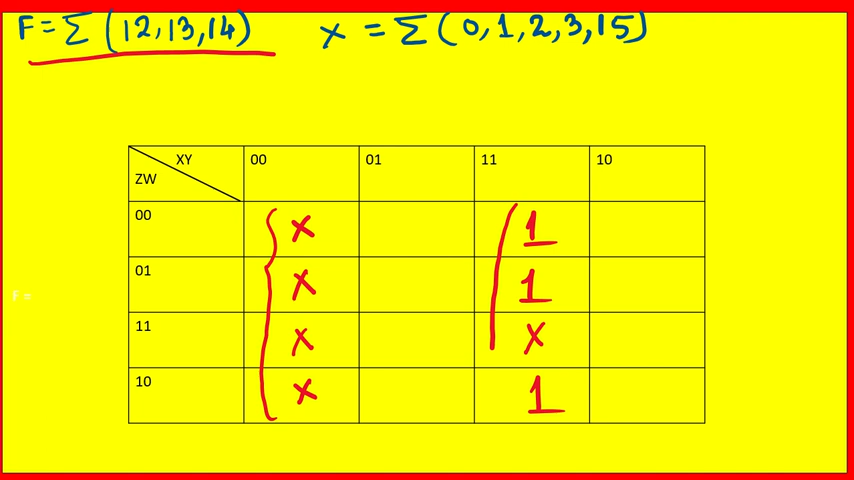 F = Σ (12,13,14) x = Σ (0,1,2,3,15)
XY 00 01 11 10
ZW
00 x 1
01 x 1
F =
11 x x
10 x 1